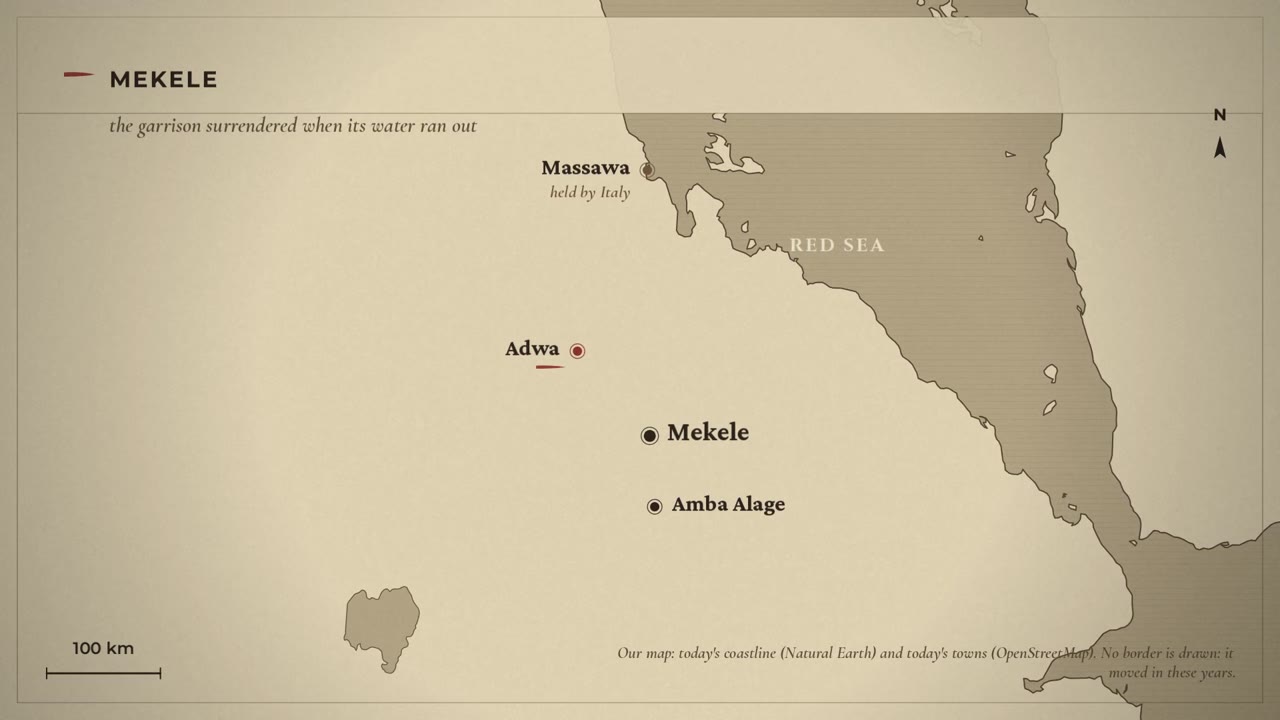 MEKELE
the garrison surrendered when its water ran out
N
Massawa
held by Italy
RED SEA
Adwa
Mekele
Amba Alage
100 km
Our map: today's coastline (Natural Earth) and today's towns (OpenStreetMap). No border is drawn: it
moved in these years.